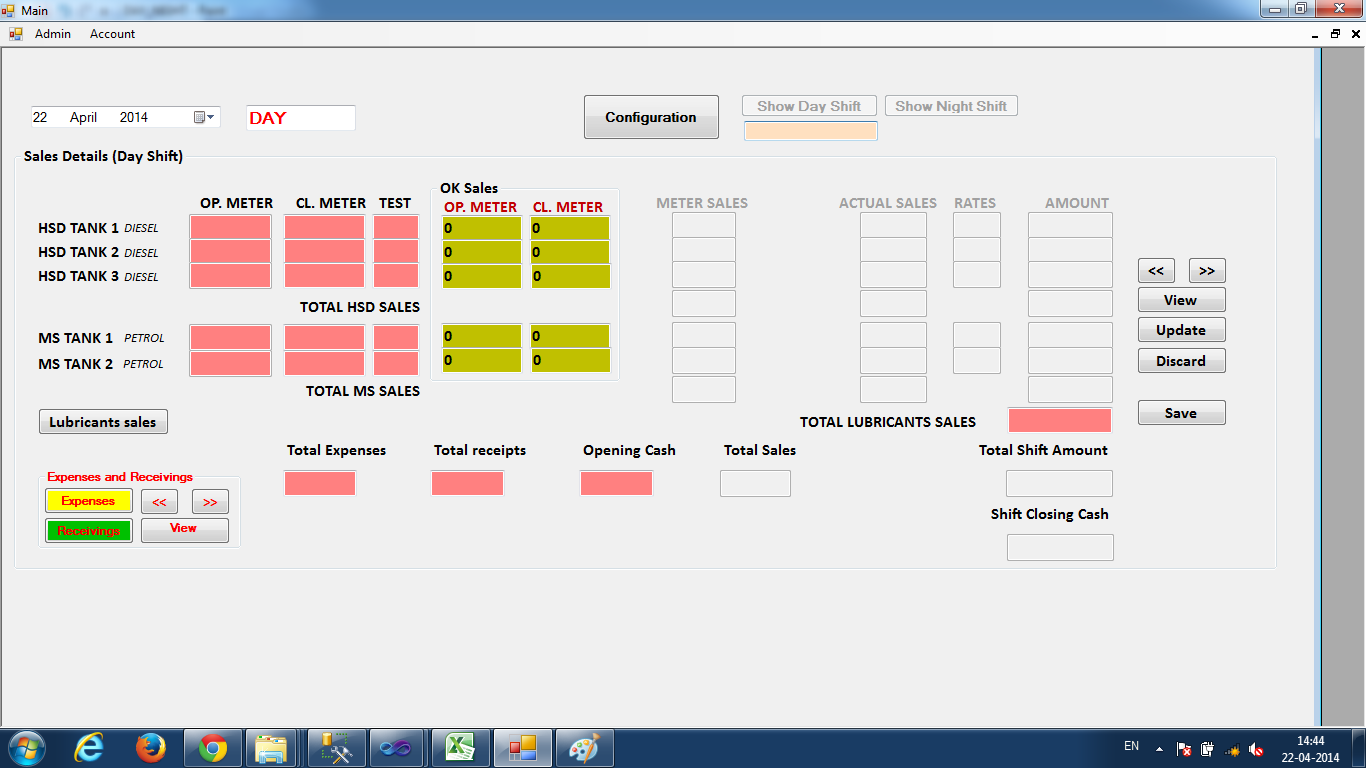 Main
Admin Account
22 April 2014 DAY Configuration Show Day Shift Show Night Shift
Sales Details (Day Shift)
OK Sales
OP. METER CL. METER TEST OP. METER CL. METER METER SALES ACTUAL SALES RATES AMOUNT
HSD TANK 1 DIESEL 0 0
HSD TANK 2 DIESEL 0 0
HSD TANK 3 DIESEL 0 0
<< >>
TOTAL HSD SALES View
MS TANK 1 PETROL 0 0 Update
MS TANK 2 PETROL 0 0 Discard
TOTAL MS SALES
Lubricants sales TOTAL LUBRICANTS SALES Save
Total Expenses Total receipts Opening Cash Total Sales Total Shift Amount
Expenses and Receivings
Expenses << >>
Shift Closing Cash
Receivings View
EN 14:44
22-04-2014